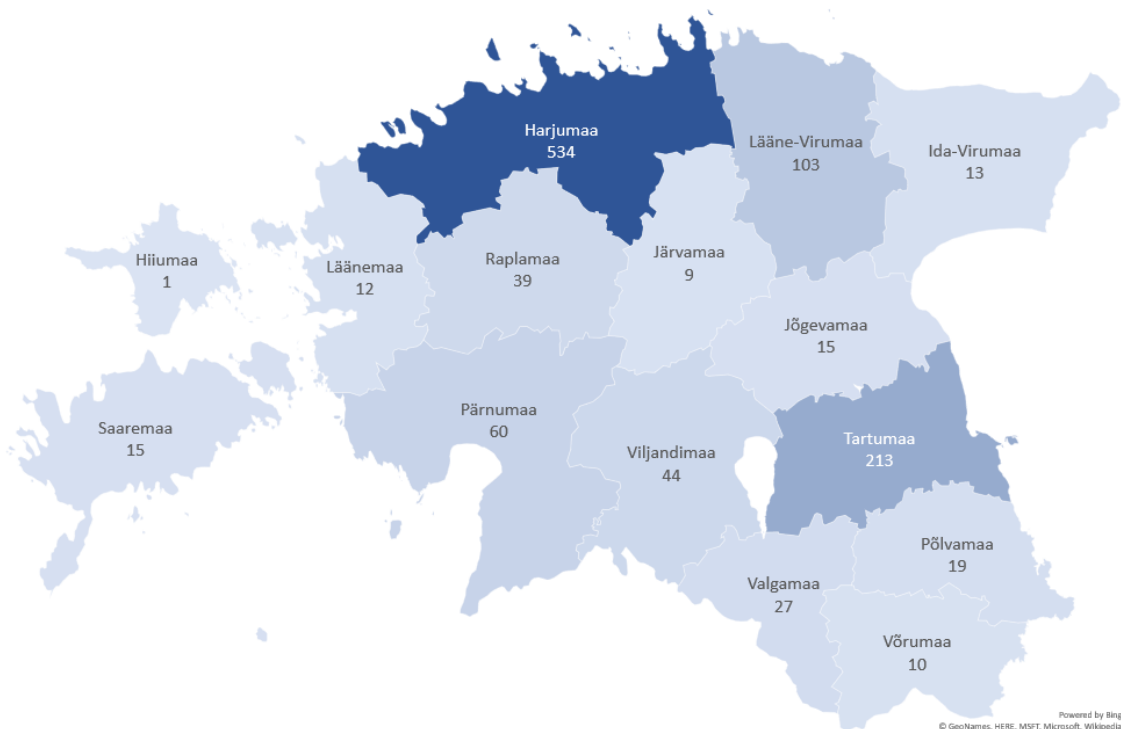 Harjumaa
534
Lääne-Virumaa
103
Ida-Virumaa
13
Hiiumaa
1
Läänemaa
12
Raplamaa
39
Järvamaa
9
Jõgevamaa
15
Saaremaa
15
Pärnumaa
60
Viljandimaa
44
Tartumaa
213
Põlvamaa
19
Valgamaa
27
Võrumaa
10
Powered by Bing
© GeoNames, HERE, MSFT, Microsoft, Wikipedia